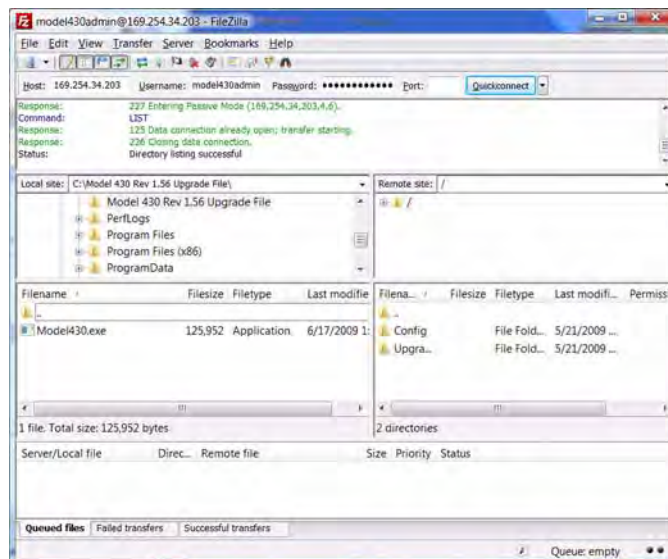 model430admin@169.254.34.203 - FileZilla
File Edit View Transfer Server Bookmarks Help
Host: 169.254.34.203 Username: model430admin Password: ●●●●●●●●●●●● Port: Quickconnect
Response: 227 Entering Passive Mode (169,254,34,203,4,6).
Command: LIST
Response: 125 Data connection already open; transfer starting.
Response: 226 Closing data connection.
Status: Directory listing successful
Local site: C:\Model 430 Rev 1.56 Upgrade File\ Remote site: /
Model 430 Rev 1.56 Upgrade File /
PerfLogs
Program Files
Program Files (x86)
ProgramData
Filename Filesize Filetype Last modifie Filena... Filesize Filetype Last modifi... Permiss
.. ..
Model430.exe 125,952 Application 6/17/2009 1: Config File Fold... 5/21/2009 ...
Upgra... File Fold... 5/21/2009 ...
1 file. Total size: 125,952 bytes 2 directories
Server/Local file Direc... Remote file Size Priority Status
Queued files Failed transfers Successful transfers
Queue: empty